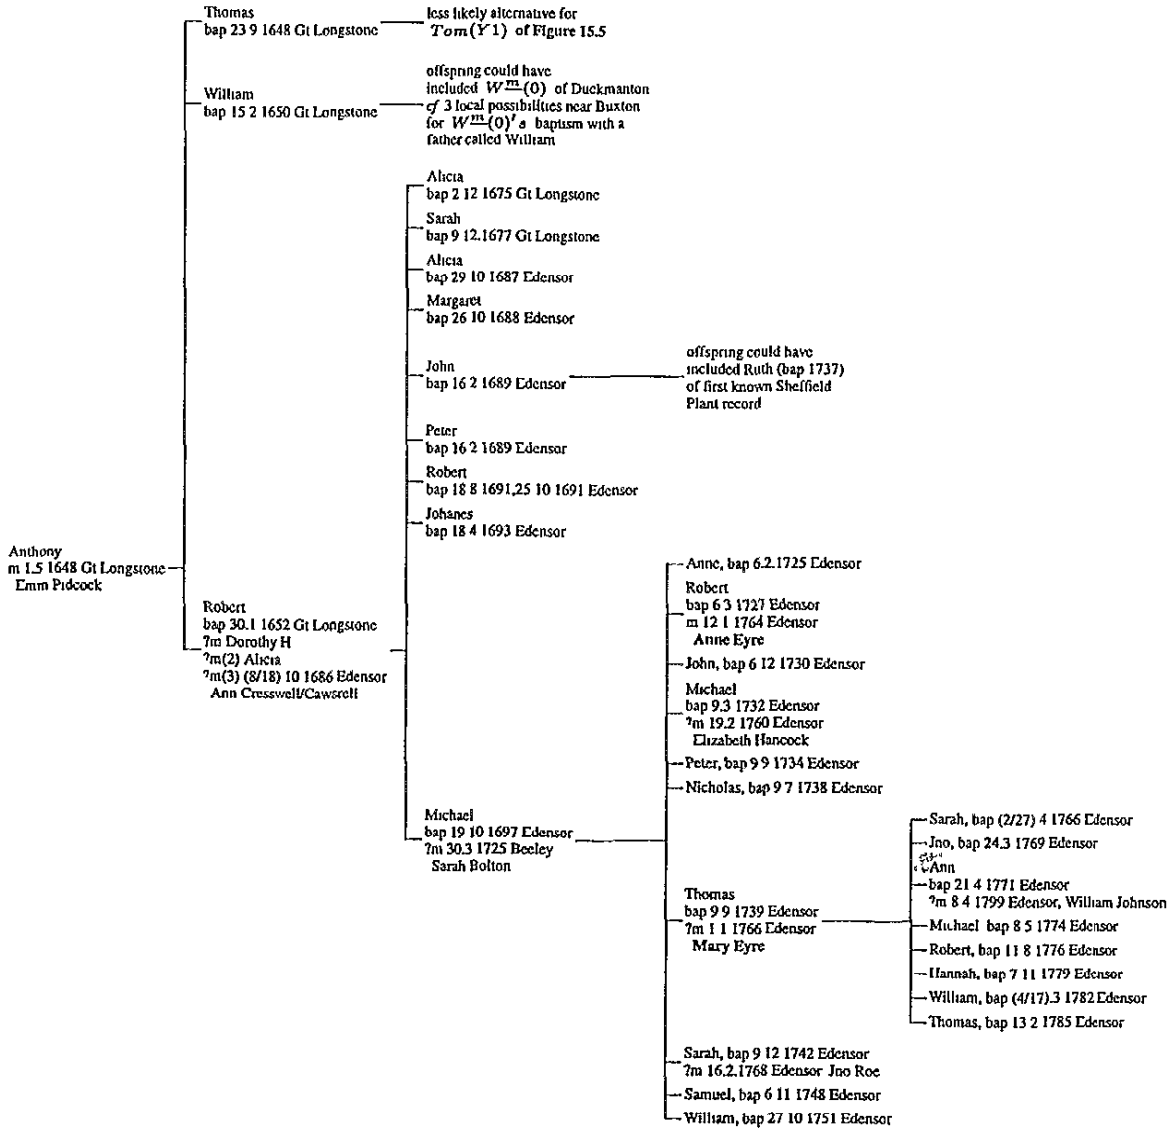 Thomas
bap 23 9 1648 Gt Longstone
less likely alternative for
Tom(Y1) of Figure 15.5
William
bap 15 2 1650 Gt Longstone
offspring could have
included Wm(0) of Duckmanton
cf 3 local possibilities near Buxton
for Wm(0)'s baptism with a
father called William
Alicia
bap 2 12 1675 Gt Longstone
Sarah
bap 9 12.1677 Gt Longstone
Alicia
bap 29 10 1687 Edensor
Margaret
bap 26 10 1688 Edensor
John
bap 16 2 1689 Edensor
offspring could have
included Ruth (bap 1737)
of first known Sheffield
Plant record
Peter
bap 16 2 1689 Edensor
Robert
bap 18 8 1691,25 10 1691 Edensor
Johanes
bap 18 4 1693 Edensor
Anthony
m 1.5 1648 Gt Longstone
Emm Pidcock
Robert
bap 30.1 1652 Gt Longstone
?m Dorothy H
?m(2) Alicia
?m(3) (8/18) 10 1686 Edensor
Ann Cresswell/Cawsrell
Michael
bap 19 10 1697 Edensor
?m 30.3 1725 Beeley
Sarah Bolton
Anne, bap 6.2.1725 Edensor
Robert
bap 6 3 1727 Edensor
m 12 1 1764 Edensor
Anne Eyre
John, bap 6 12 1730 Edensor
Michael
bap 9.3 1732 Edensor
?m 19.2 1760 Edensor
Elizabeth Hancock
Peter, bap 9 9 1734 Edensor
Nicholas, bap 9 7 1738 Edensor
Thomas
bap 9 9 1739 Edensor
?m 1 1 1766 Edensor
Mary Eyre
Sarah, bap 9 12 1742 Edensor
?m 16.2.1768 Edensor Jno Roe
Samuel, bap 6 11 1748 Edensor
William, bap 27 10 1751 Edensor
Sarah, bap (2/27) 4 1766 Edensor
Jno, bap 24.3 1769 Edensor
Ann
bap 21 4 1771 Edensor
?m 8 4 1799 Edensor, William Johnson
Michael bap 8 5 1774 Edensor
Robert, bap 11 8 1776 Edensor
Hannah, bap 7 11 1779 Edensor
William, bap (4/17).3 1782 Edensor
Thomas, bap 13 2 1785 Edensor